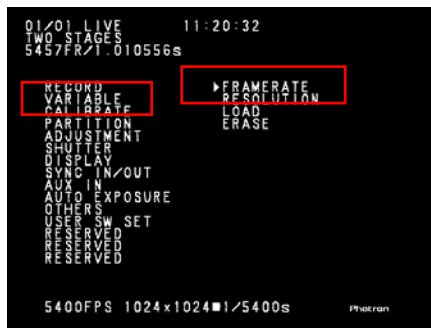 01/01 LIVE 11:20:32
TWO STAGES
5457FR/1.010556s
RECORD ▶FRAMERATE
VARIABLE RESOLUTION
CALIBRATE LOAD
PARTITION ERASE
ADJUSTMENT
SHUTTER
DISPLAY
SYNC IN/OUT
AUX IN
AUTO EXPOSURE
OTHERS
USER SW SET
RESERVED
RESERVED
RESERVED
5400FPS 1024x1024■1/5400s Photron